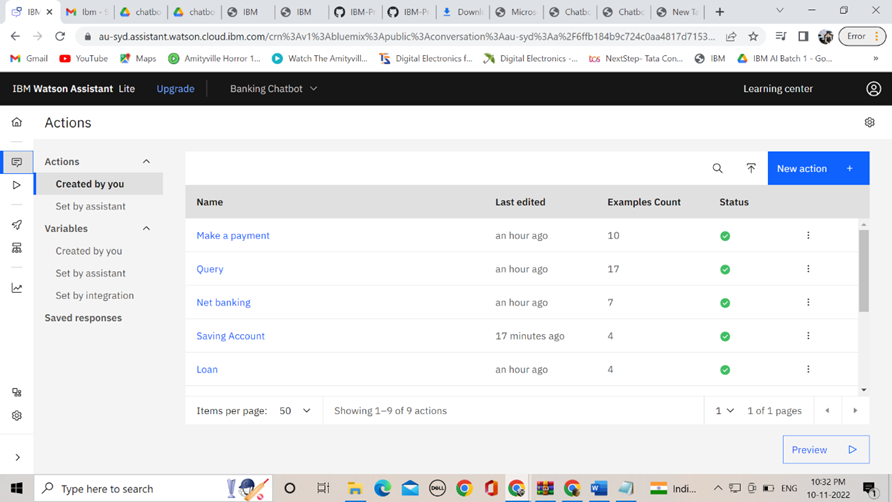 IBM
Ibm - S
chatbo
chatbo
IBM
IBM
IBM-Pr
IBM-Pr
Downl
Micros
Chatb
Chatb
New Ta
au-syd.assistant.watson.cloud.ibm.com/crn%3Av1%3Abluemix%3Apublic%3Aconversation%3Aau-syd%3Aa%2F6ffb184b9c724c0aa4817d7153...
Error
Gmail
YouTube
Maps
Amityville Horror 1...
Watch The Amityvill...
Digital Electronics f...
Digital Electronics -...
NextStep- Tata Con...
IBM
IBM AI Batch 1 - Go...
»
IBM Watson Assistant Lite
Upgrade
Banking Chatbot
Learning center
Actions
Actions
Created by you
Set by assistant
Variables
Created by you
Set by assistant
Set by integration
Saved responses
New action +
Name Last edited Examples Count Status
Make a payment an hour ago 10
Query an hour ago 17
Net banking an hour ago 7
Saving Account 17 minutes ago 4
Loan an hour ago 4
Items per page: 50 Showing 1–9 of 9 actions 1 1 of 1 pages
Preview
Type here to search
DELL
Indi...
ENG
10:32 PM
10-11-2022
1